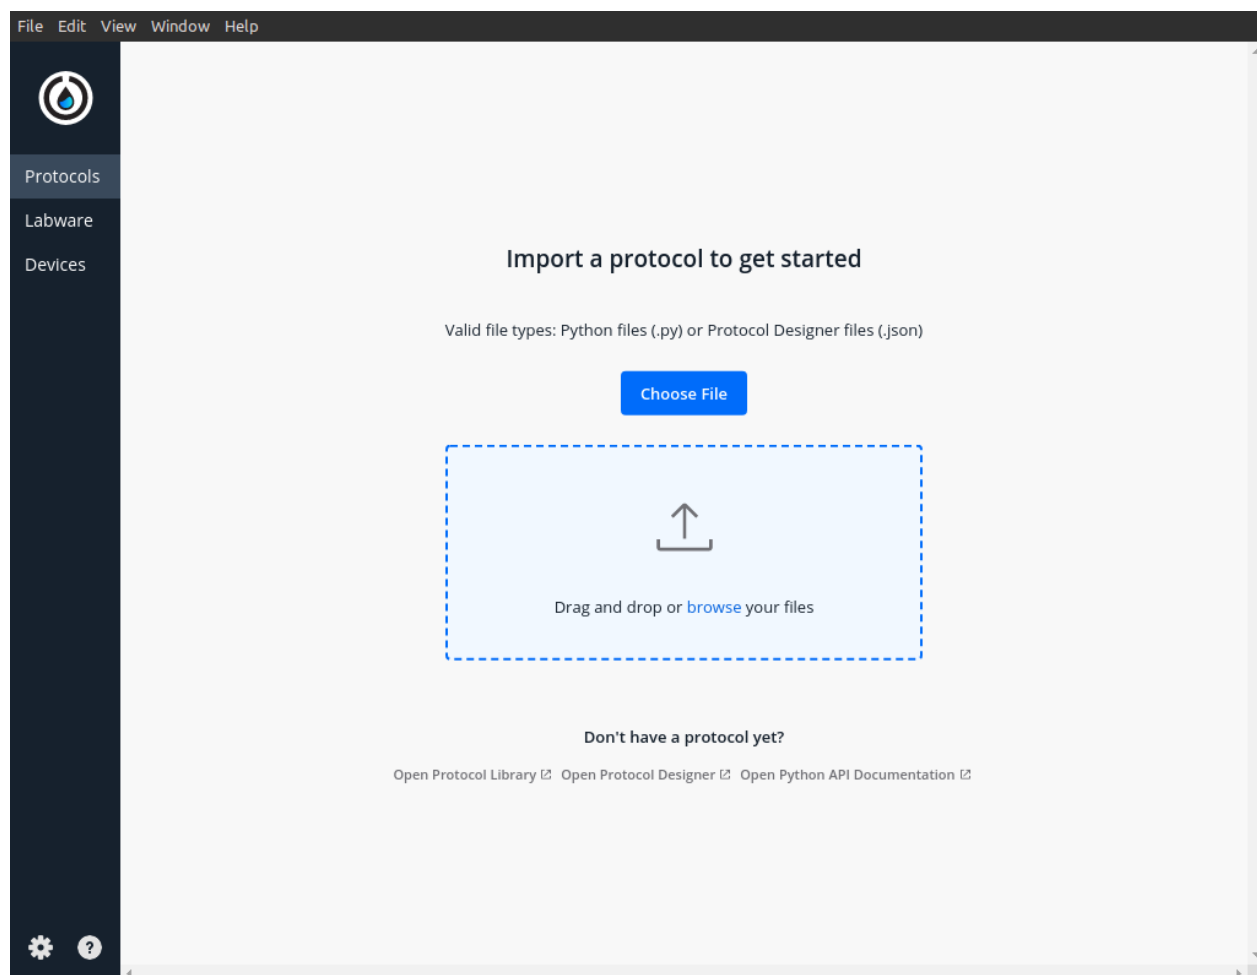 File Edit View Window Help
Protocols
Labware
Devices
Import a protocol to get started
Valid file types: Python files (.py) or Protocol Designer files (.json)
Choose File
Drag and drop or browse your files
Don't have a protocol yet?
Open Protocol Library Open Protocol Designer Open Python API Documentation
?